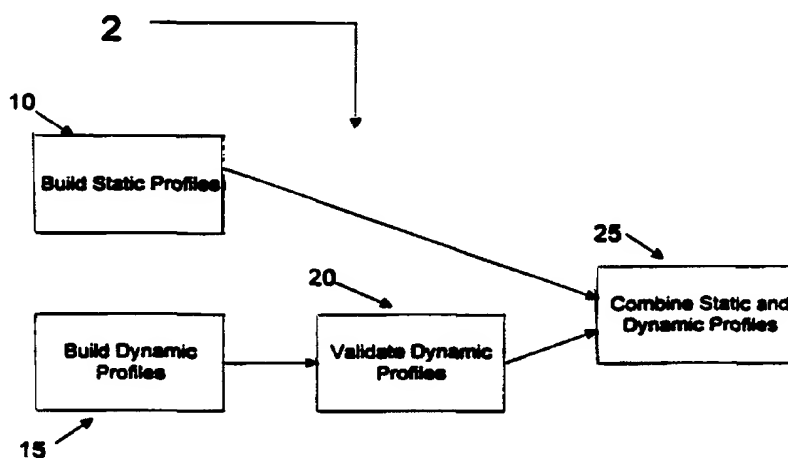 2
10
Build Static Profiles
25
20
Combine Static and
Dynamic Profiles
Build Dynamic
Profiles
Validate Dynamic
Profiles
15